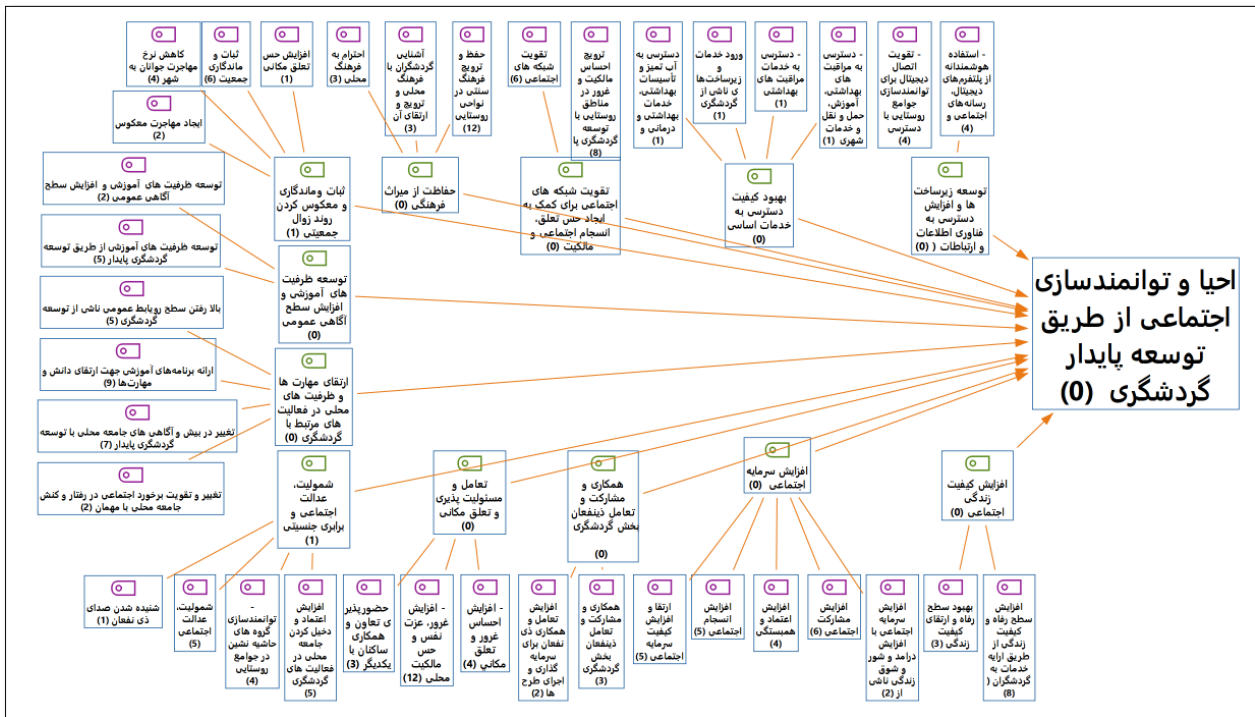 کاهش نرخ
مهاجرت جوانان به
شهر (4)
ثبات و
ماندگاری
جمعیت (6)
افزایش حس
تعلق مکانی
(1)
احترام به
فرهنگ
محلی (3)
آشنایی
گردشگران با
فرهنگ
محلی و
ترویج و
ارتقای آن
(3)
حفظ و
ترویج
فرهنگ
سنتی در
نواحی
روستایی
(12)
تقویت
شبکه های
اجتماعی (6)
ترویج
احساس
مالکیت و
غرور در
مناطق
روستایی با
توسعه
گردشگری پا
(8)
دسترسی به
آب تمیز و
تأسیسات
بهداشتی،
خدمات
بهداشتی و
درمانی و
(1)
ورود خدمات
و
زیرساخت‌ها
ی ناشی از
گردشگری
(1)
- دسترسی
به خدمات
مراقبت های
بهداشتی
(1)
- دسترسی
به مراقبت
های
بهداشتی،
آموزش،
حمل و نقل
و خدمات
شهری (1)
- تقویت
اتصال
دیجیتال برای
توانمندسازی
جوامع
روستایی با
دسترسی
(4)
- استفاده
هوشمندانه
از پلتفرم‌های
دیجیتال،
رسانه‌های
اجتماعی و
(4)
ایجاد مهاجرت معکوس
(2)
توسعه ظرفیت های آموزشی و افزایش سطح
آگاهی عمومی (2)
توسعه ظرفیت های آموزشی از طریق توسعه
گردشگری پایدار (5)
بالا رفتن سطح رویابط عمومی ناشی از توسعه
گردشگری (5)
ارائه برنامه‌های آموزشی جهت ارتقای دانش و
مهارت‌ها (9)
تغییر در بیش و آگاهی های جامعه محلی با توسعه
گردشگری پایدار (7)
تغییر و تقویت برخورد اجتماعی در رفتار و کنش
جامعه محلی با مهمان (2)
ثبات وماندگاری
و معکوس کردن
روند زوال
جمعیتی (1)
حفاظت از میراث
فرهنگی (0)
تقویت شبکه های
اجتماعی برای کمک به
ایجاد حس تعلق،
انسجام اجتماعی و
مالکیت (0)
بهبود کیفیت
دسترسی به
خدمات اساسی
(0)
توسعه زیرساخت
ها و افزایش
دسترسی به
فناوری اطلاعات
و ارتباطات ( (0)
توسعه ظرفیت
های آموزشی و
افزایش سطح
آگاهی عمومی
(0)
ارتقای مهارت ها
و ظرفیت های
محلی در فعالیت
های مرتبط با
گردشگری (0)
احیا و توانمندسازی
اجتماعی از طریق
توسعه پایدار
گردشگری (0)
شمولیت،
عدالت
اجتماعی و
برابری جنسیتی
(1)
تعامل و
مسئولیت پذیری
و تعلق مکانی
(0)
همکاری و
مشارکت و
تعامل ذینفعان
بخش گردشگری
(0)
افزایش سرمایه
اجتماعی (0)
افزایش کیفیت
زندگی
اجتماعی (0)
شنیده شدن صدای
ذی نفعان (1)
شمولیت،
عدالت
اجتماعی
(5)
-
توانمندسازی
گروه های
حاشیه نشین
در جوامع
روستایی
(4)
افزایش
اعتماد و
دخیل کردن
جامعه
محلی در
فعالیت های
گردشگری
(5)
حضورپذیر
ی تعاون و
همکاری
ساکنان با
یکدیگر (3)
- افزایش
غرور، عزت
نفس و
حس
مالکیت
محلی (12)
- افزایش
احساس
غرور و
تعلق
مکانی (4)
افزایش
تعامل و
همکاری ذی
نفعان برای
سرمایه
گذاری و
اجرای طرح
ها (2)
همکاری و
مشارکت و
تعامل
ذینفعان
بخش
گردشگری
(3)
ارتقا و
افزایش
کیفیت
سرمایه
اجتماعی (5)
افزایش
انسجام
اجتماعی (5)
افزایش
اعتماد و
همبستگی
(4)
افزایش
مشارکت
اجتماعی (6)
افزایش
سرمایه
اجتماعی با
افزایش
درامد و شور
و شوق
زندگی ناشی
از (2)
بهبود سطح
رفاه و ارتقای
کیفیت
زندگی (3)
افزایش
سطح رفاه و
کیفیت
زندگی از
طریق ارایه
خدمات به
گردشگران (
(8)